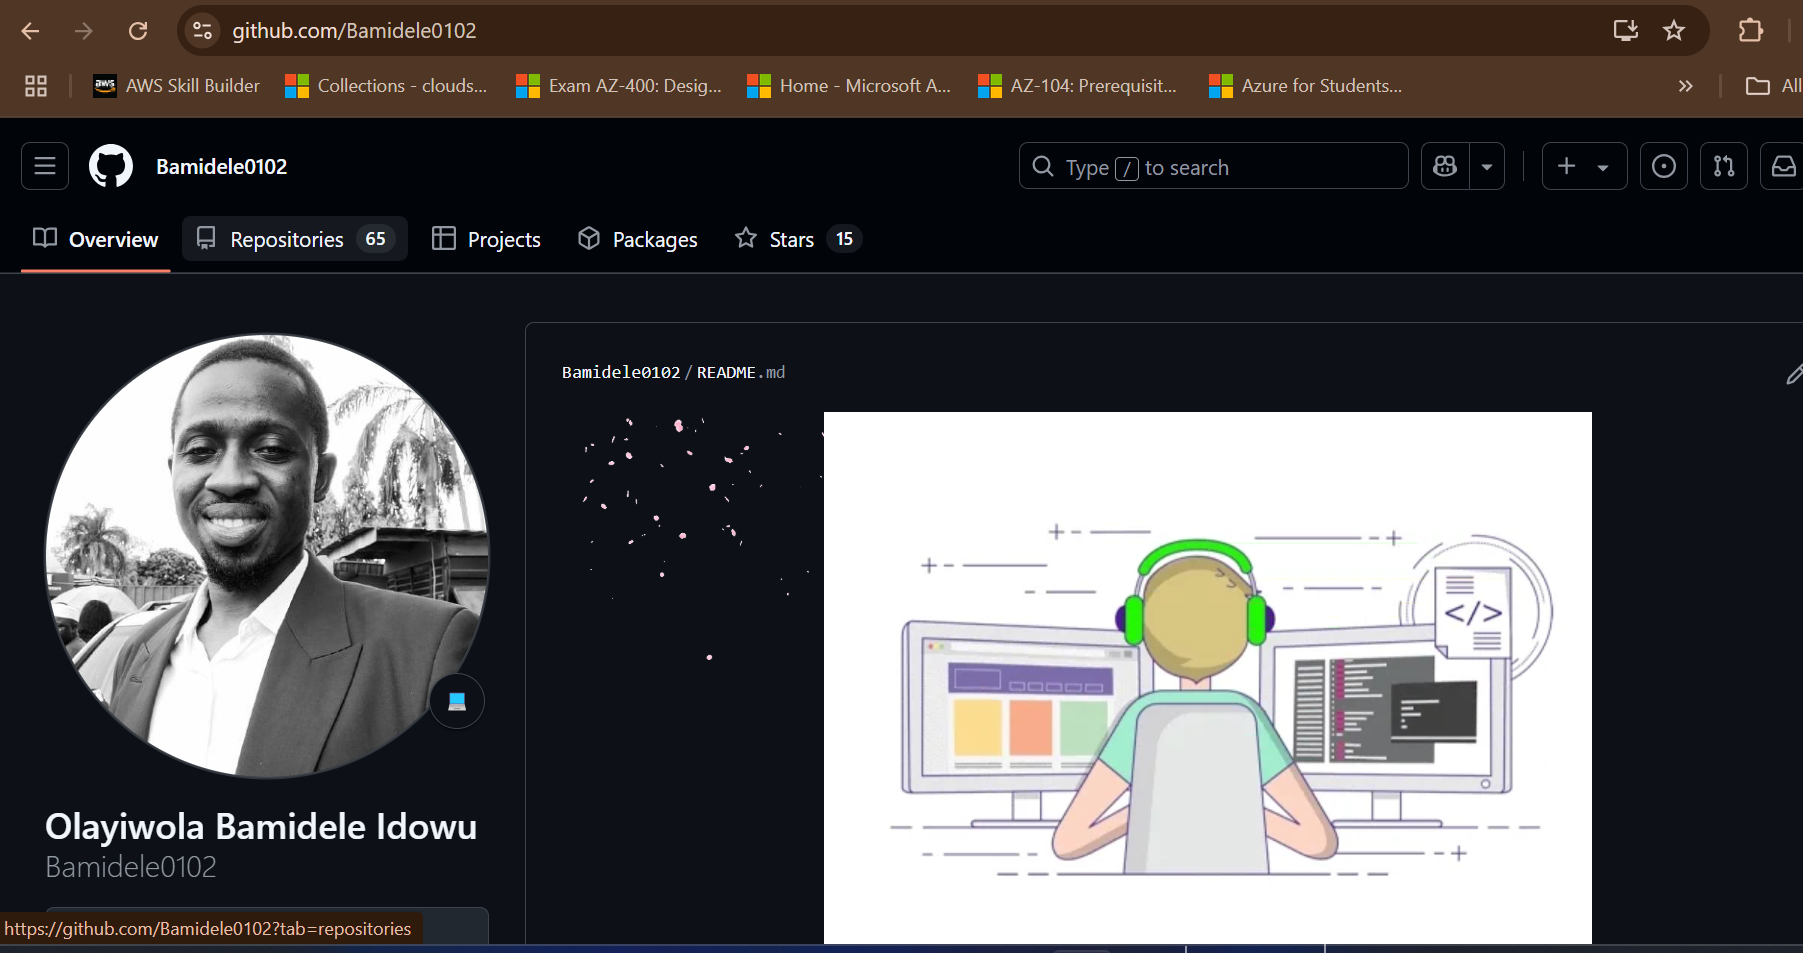 github.com/Bamidele0102
aws AWS Skill Builder Collections - clouds... Exam AZ-400: Desig... Home - Microsoft A... AZ-104: Prerequisit... Azure for Students... All
Bamidele0102 Type / to search
Overview Repositories 65 Projects Packages Stars 15
Bamidele0102/README.md
</>
Olayiwola Bamidele Idowu
Bamidele0102
https://github.com/Bamidele0102?tab=repositories